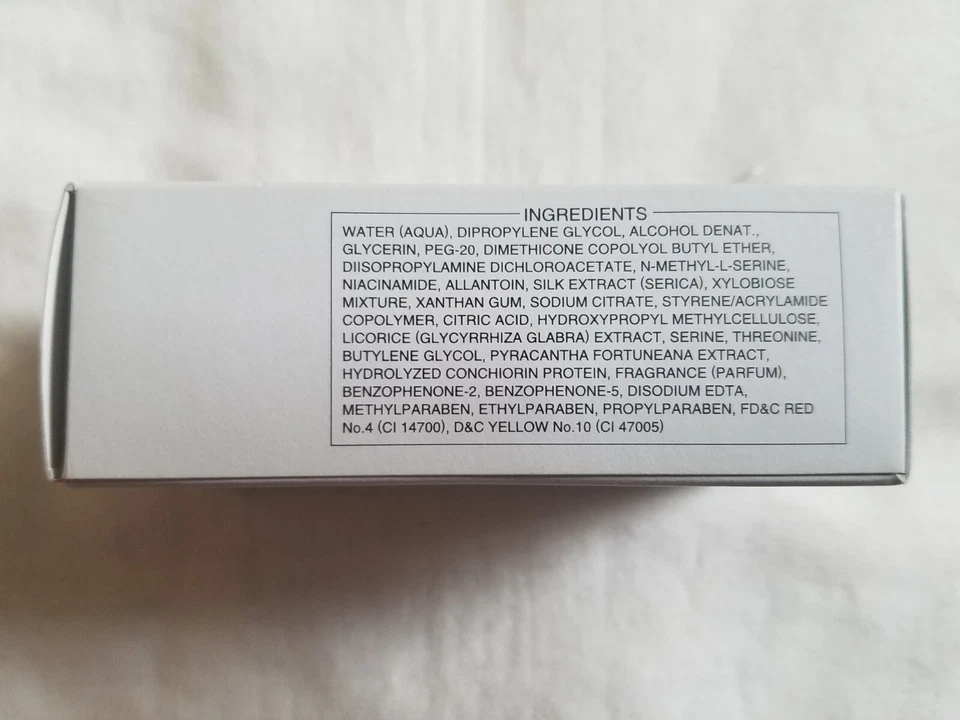 INGREDIENTS
WATER (AQUA), DIPROPYLENE GLYCOL, ALCOHOL DENAT.,
GLYCERIN, PEG-20, DIMETHICONE COPOLYOL BUTYL ETHER,
DIISOPROPYLAMINE DICHLOROACETATE, N-METHYL-L-SERINE,
NIACINAMIDE, ALLANTOIN, SILK EXTRACT (SERICA), XYLOBIOSE
MIXTURE, XANTHAN GUM, SODIUM CITRATE, STYRENE/ACRYLAMIDE
COPOLYMER, CITRIC ACID, HYDROXYPROPYL METHYLCELLULOSE,
LICORICE (GLYCYRRHIZA GLABRA) EXTRACT, SERINE, THREONINE,
BUTYLENE GLYCOL, PYRACANTHA FORTUNEANA EXTRACT,
HYDROLYZED CONCHIORIN PROTEIN, FRAGRANCE (PARFUM),
BENZOPHENONE-2, BENZOPHENONE-5, DISODIUM EDTA,
METHYLPARABEN, ETHYLPARABEN, PROPYLPARABEN, FD&C RED
No.4 (CI 14700), D&C YELLOW No.10 (CI 47005)